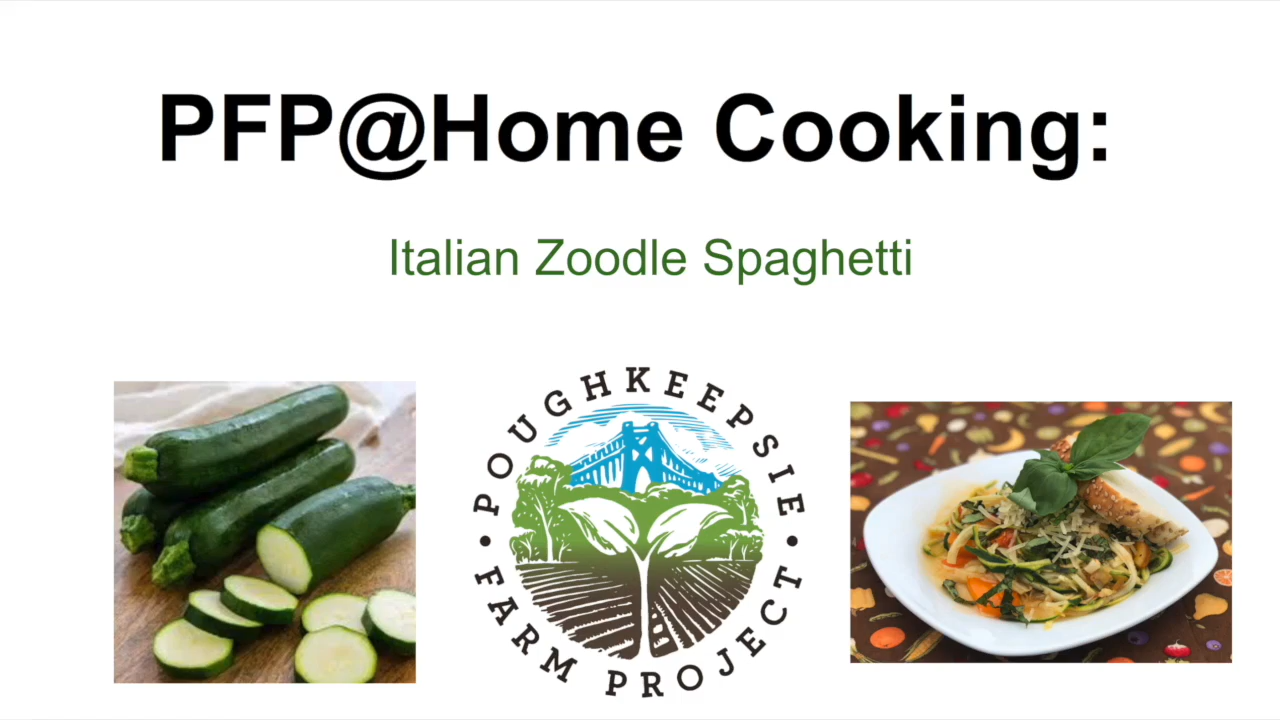 PFP@Home Cooking:
Italian Zoodle Spaghetti
POUGHKEEPSIE
• FARM PROJECT •